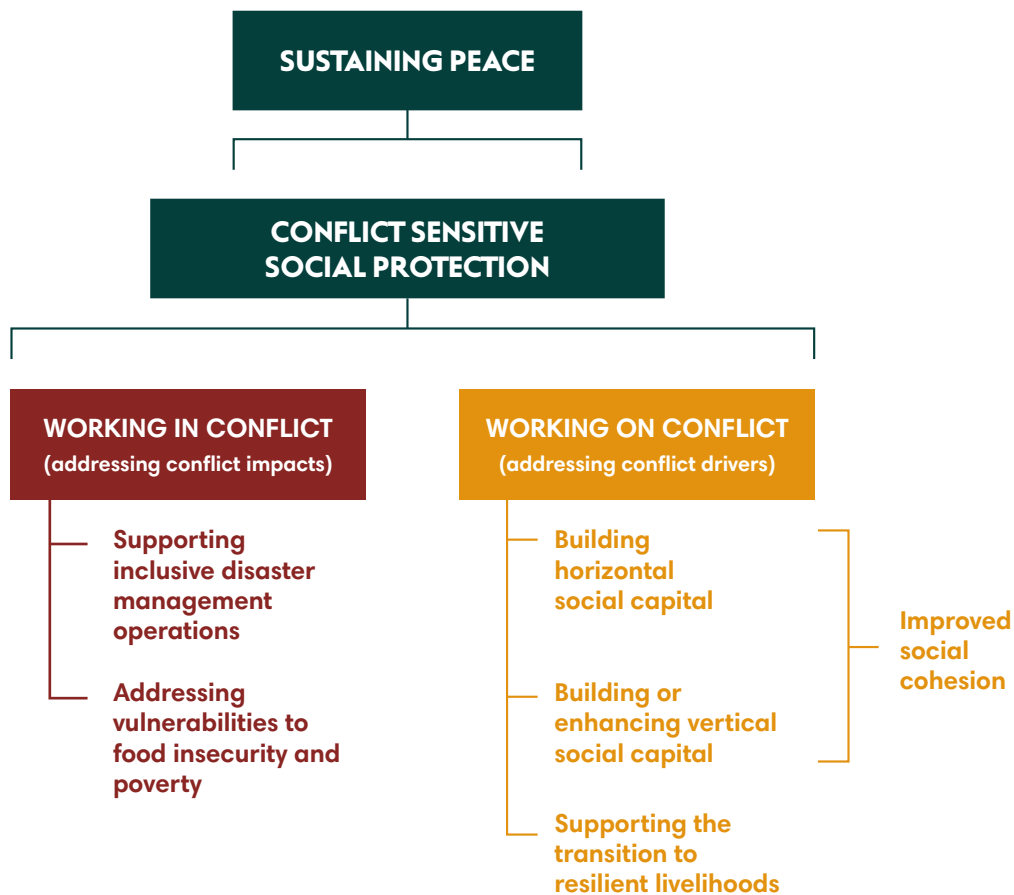 SUSTAINING PEACE
CONFLICT SENSITIVE
SOCIAL PROTECTION
WORKING IN CONFLICT
(addressing conflict impacts)
Supporting
inclusive disaster
management
operations
Addressing
vulnerabilities to
food insecurity and
poverty
WORKING ON CONFLICT
(addressing conflict drivers)
Building
horizontal
social capital
Building or
enhancing vertical
social capital
Supporting the
transition to
resilient livelihoods
Improved
social
cohesion